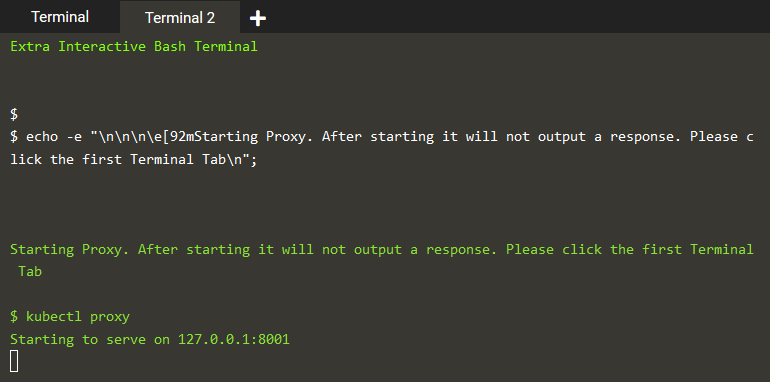 Terminal
Terminal 2
+
Extra Interactive Bash Terminal
$
$ echo -e "\n\n\n\e[92mStarting Proxy. After starting it will not output a response. Please c
lick the first Terminal Tab\n";
Starting Proxy. After starting it will not output a response. Please click the first Terminal
Tab
$ kubectl proxy
Starting to serve on 127.0.0.1:8001